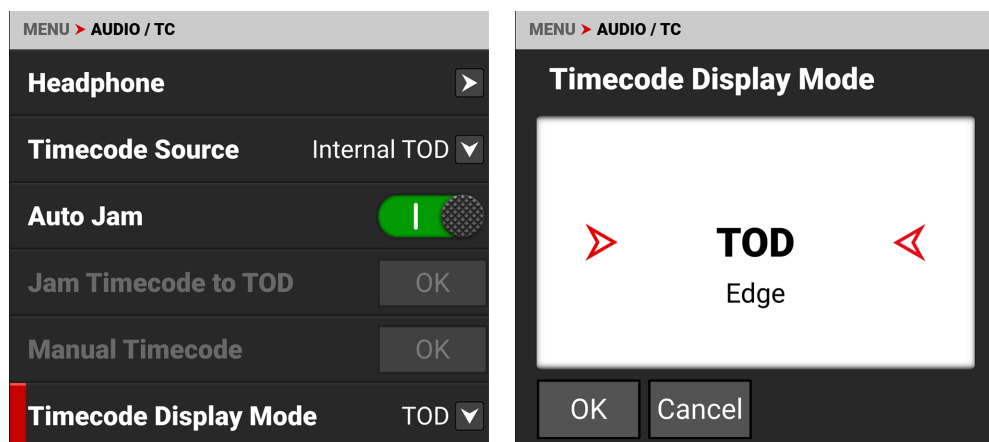 MENU ➤ AUDIO / TC
Headphone
Timecode Source Internal TOD
Auto Jam
Jam Timecode to TOD OK
Manual Timecode OK
Timecode Display Mode TOD
MENU ➤ AUDIO / TC
Timecode Display Mode
TOD
Edge
OK Cancel